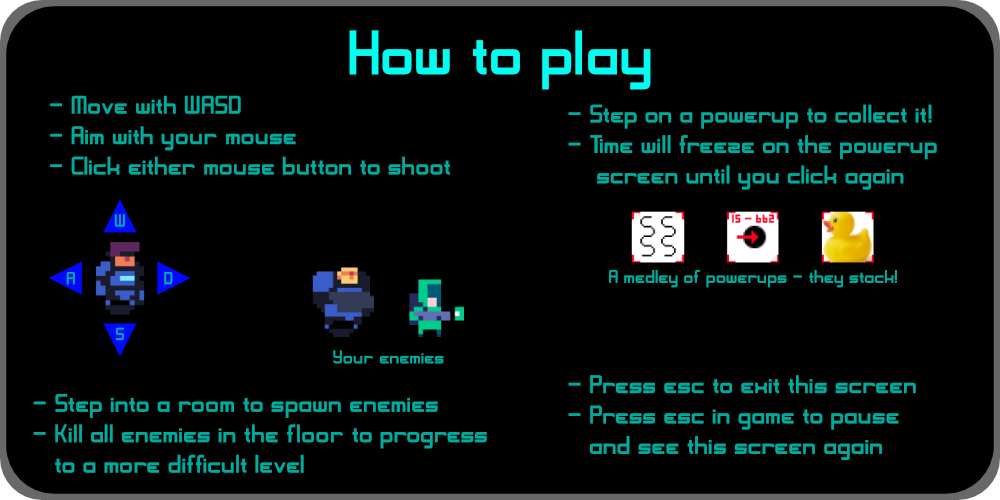 How to play
- Move with WASD
- Aim with your mouse
- Click either mouse button to shoot
W
A
D
S
Your enemies
- Step into a room to spawn enemies
- Kill all enemies in the floor to progress
to a more difficult level
- Step on a powerup to collect it!
- Time will freeze on the powerup
screen until you click again
15 - 662
A medley of powerups - they stack!
- Press esc to exit this screen
- Press esc in game to pause
and see this screen again